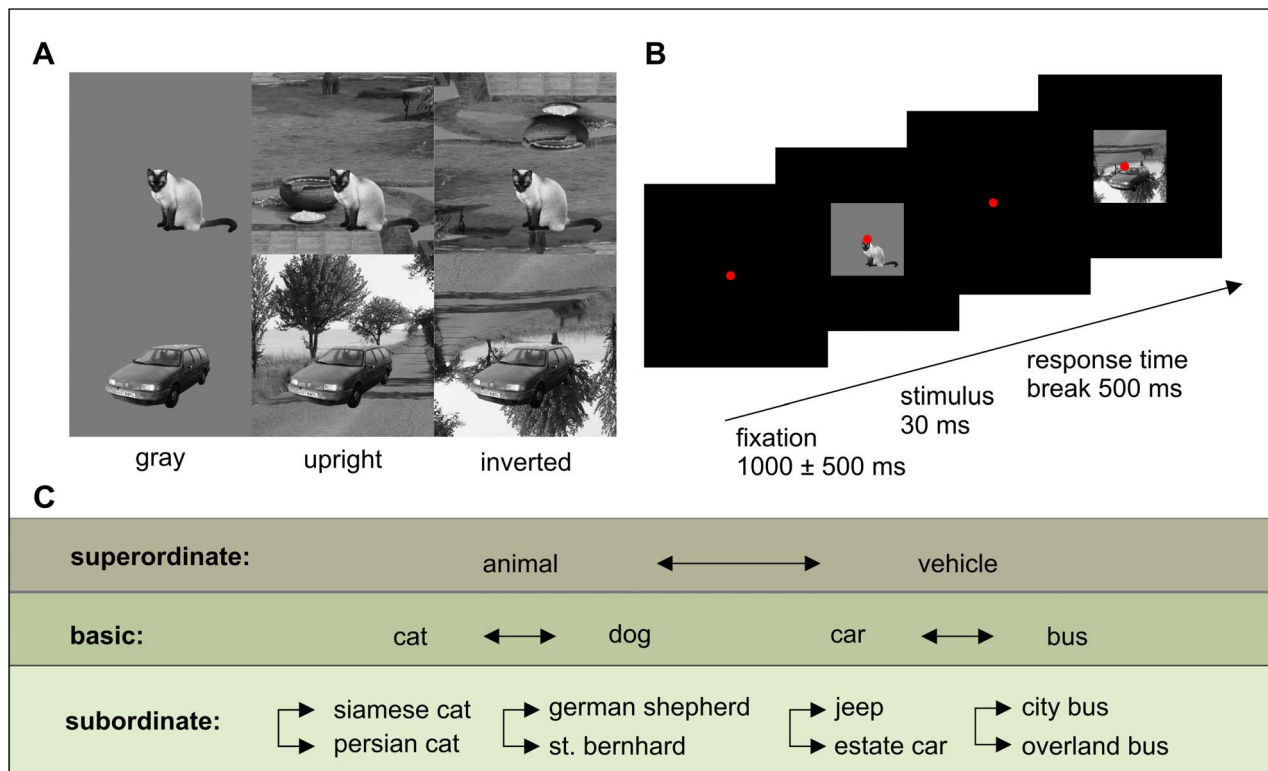 A
B
gray
upright
inverted
fixation
1000 ± 500 ms
stimulus
30 ms
response time
break 500 ms
C
superordinate: animal vehicle
basic: cat dog car bus
subordinate: siamese cat german shepherd jeep city bus
persian cat st. bernhard estate car overland bus